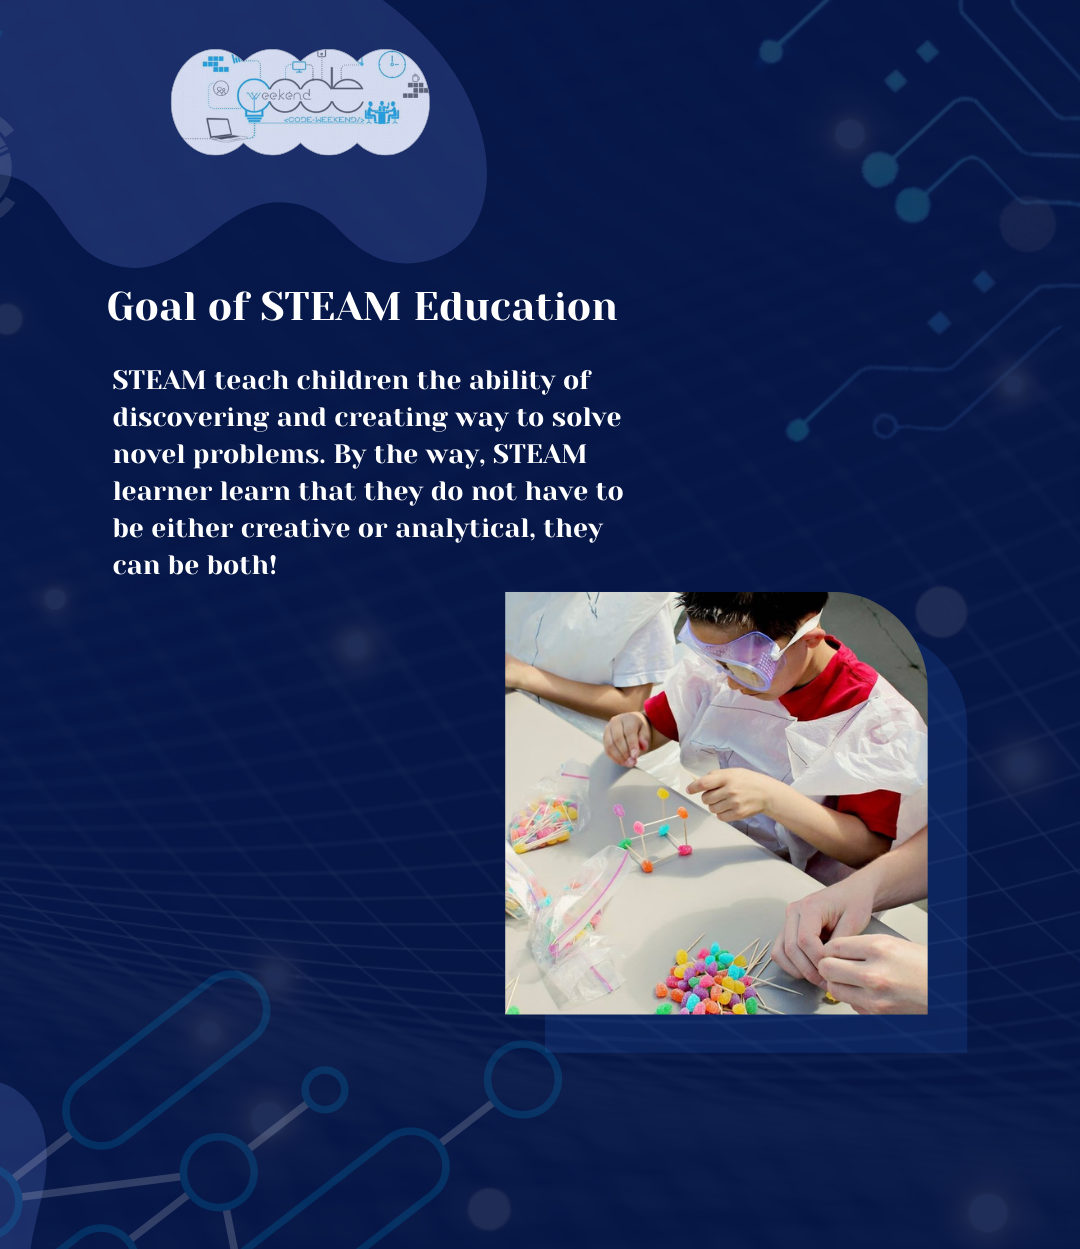 code
weekend
<CODE-WEEKEND/>
Goal of STEAM Education
STEAM teach children the ability of
discovering and creating way to solve
novel problems. By the way, STEAM
learner learn that they do not have to
be either creative or analytical, they
can be both!